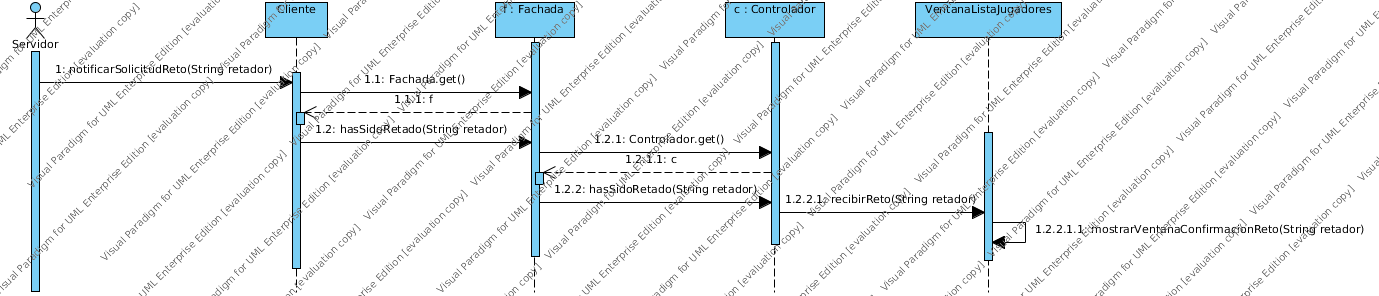 Cliente
f : Fachada
c : Controlador
VentanaListaJugadores
Servidor
1: notificarSolicitudReto(String retador)
1.1: Fachada.get()
1.1.1: f
1.2: hasSidoRetado(String retador)
1.2.1: Controlador.get()
1.2.1.1: c
1.2.2: hasSidoRetado(String retador)
1.2.2.1: recibirReto(String retador)
1.2.2.1.1: mostrarVentanaConfirmacionReto(String retador)
Visual Paradigm for UML Enterprise Edition [evaluation copy]